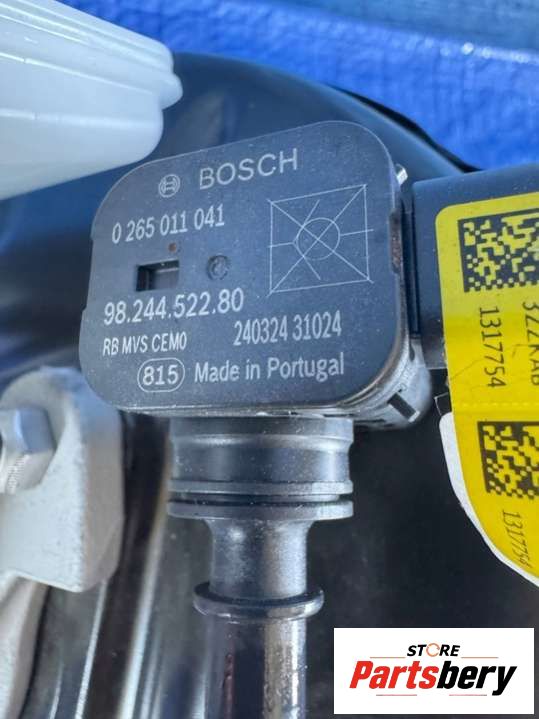 BOSCH
0 265 011 041
98.244.522.80
RB MVS CEM0
240324 31024
815 Made in Portugal
1317754
1317754
STORE
Partsbery